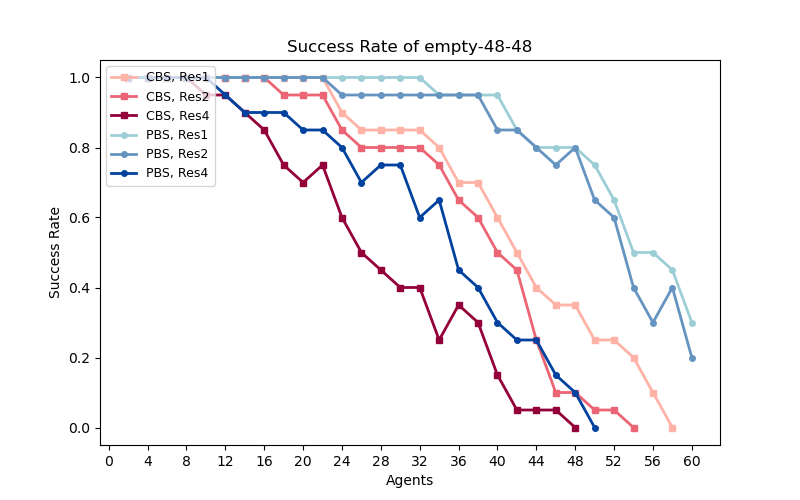 Success Rate of empty-48-48
1.0
0.8
0.6
0.4
0.2
0.0
Success Rate
CBS, Res1
CBS, Res2
CBS, Res4
PBS, Res1
PBS, Res2
PBS, Res4
0 4 8 12 16 20 24 28 32 36 40 44 48 52 56 60
Agents